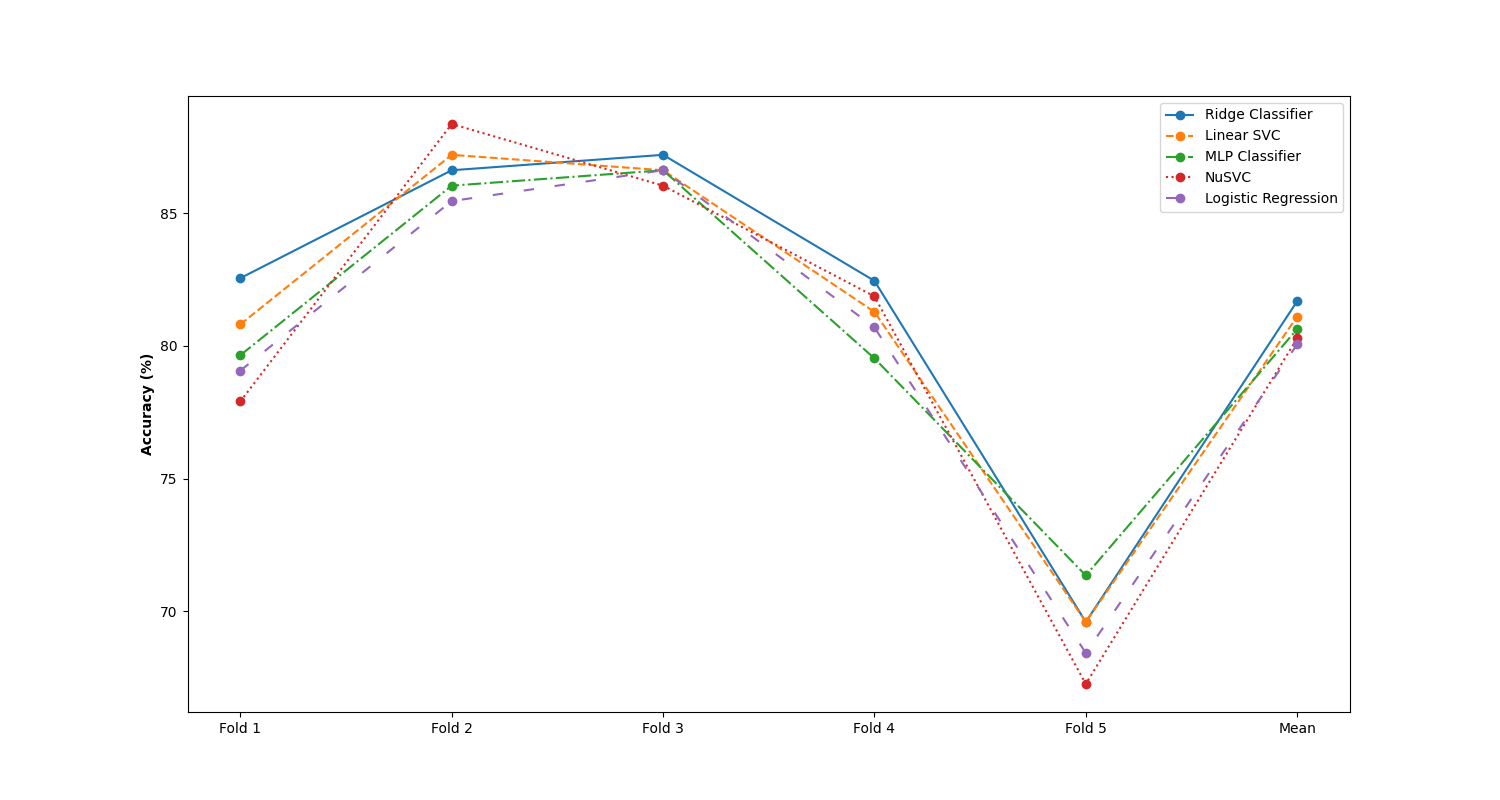 Ridge Classifier
Linear SVC
MLP Classifier
NuSVC
Logistic Regression
Accuracy (%)
85
80
75
70
Fold 1 Fold 2 Fold 3 Fold 4 Fold 5 Mean